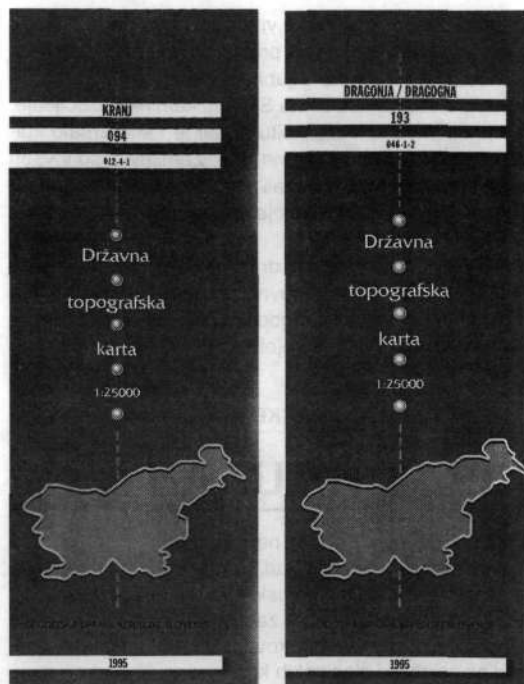 KRANJ
094
012-4-1
Državna
topografska
karta
1:25000
1995
DRAGONJA / DRAGOGNA
193
046-1-2
Državna
topografska
karta
1:25000
1995